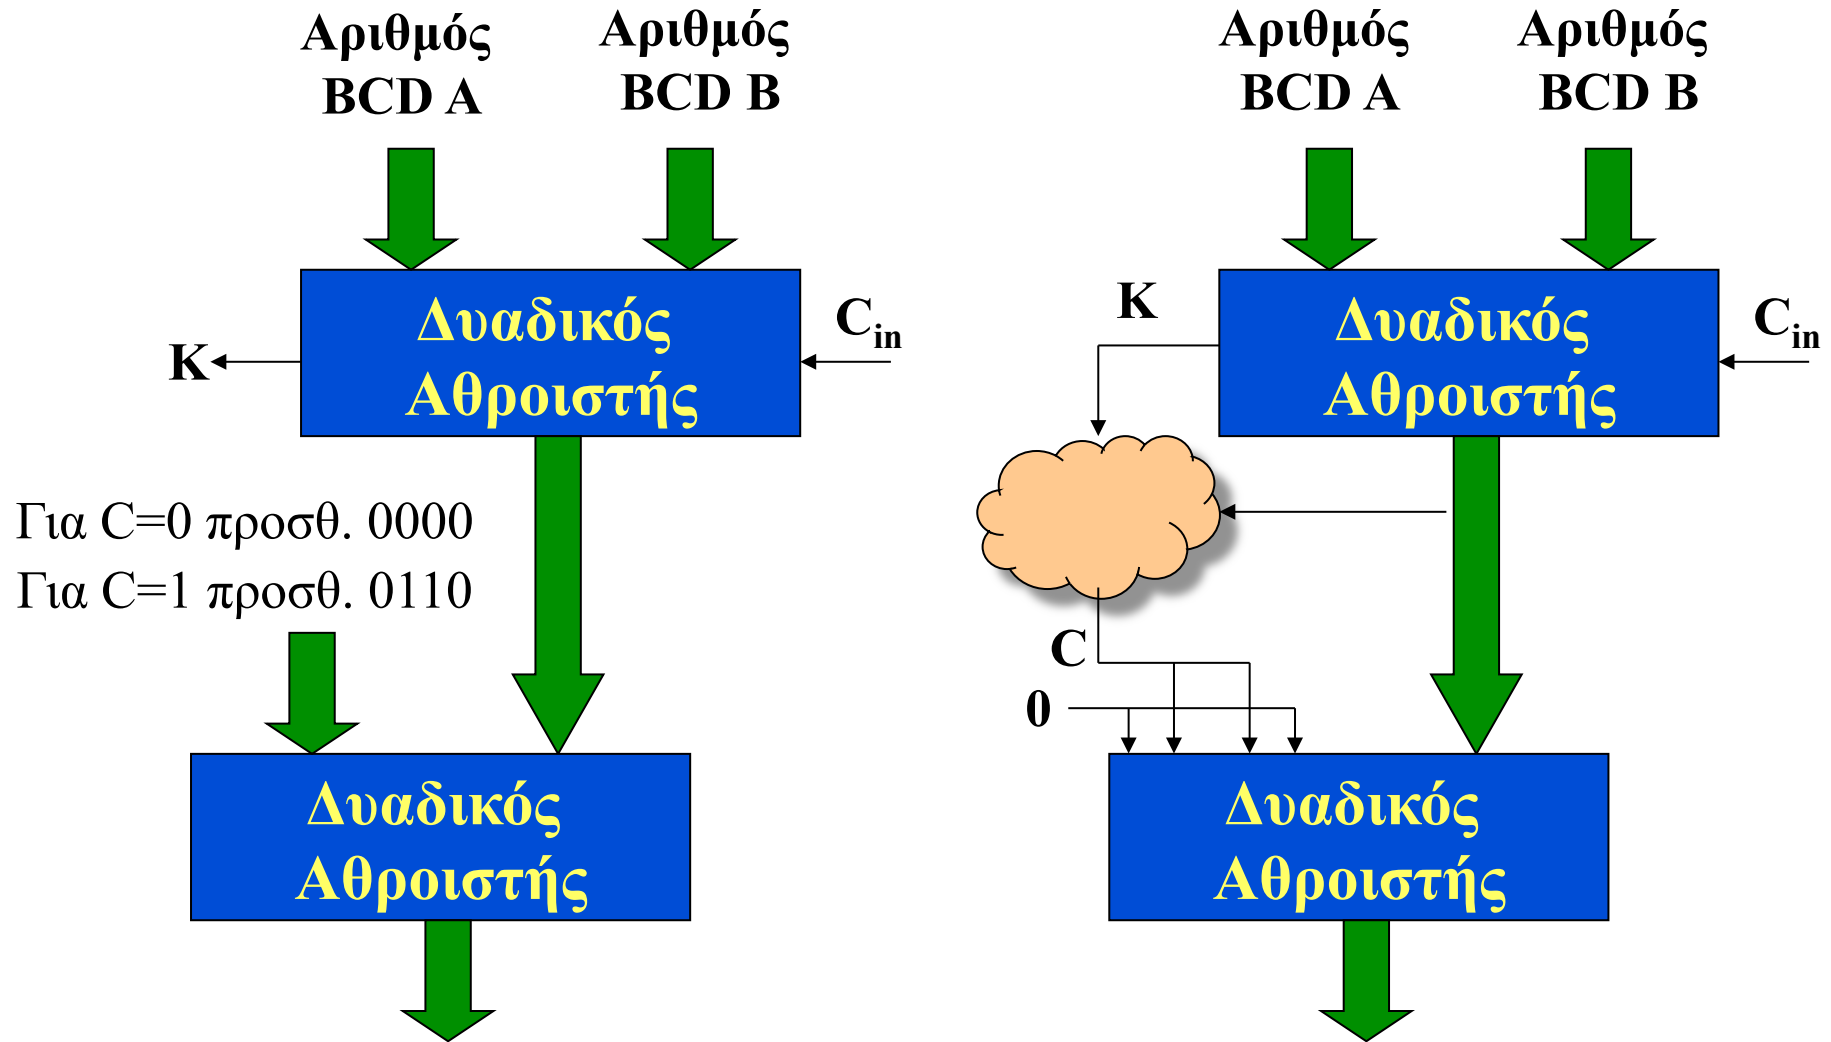 Αριθμός
BCD A
Αριθμός
BCD B
Δυαδικός
Αθροιστής
K
Cin
Για C=0 προσθ. 0000
Για C=1 προσθ. 0110
Δυαδικός
Αθροιστής
Αριθμός
BCD A
Αριθμός
BCD B
K
Δυαδικός
Αθροιστής
Cin
C
0
Δυαδικός
Αθροιστής